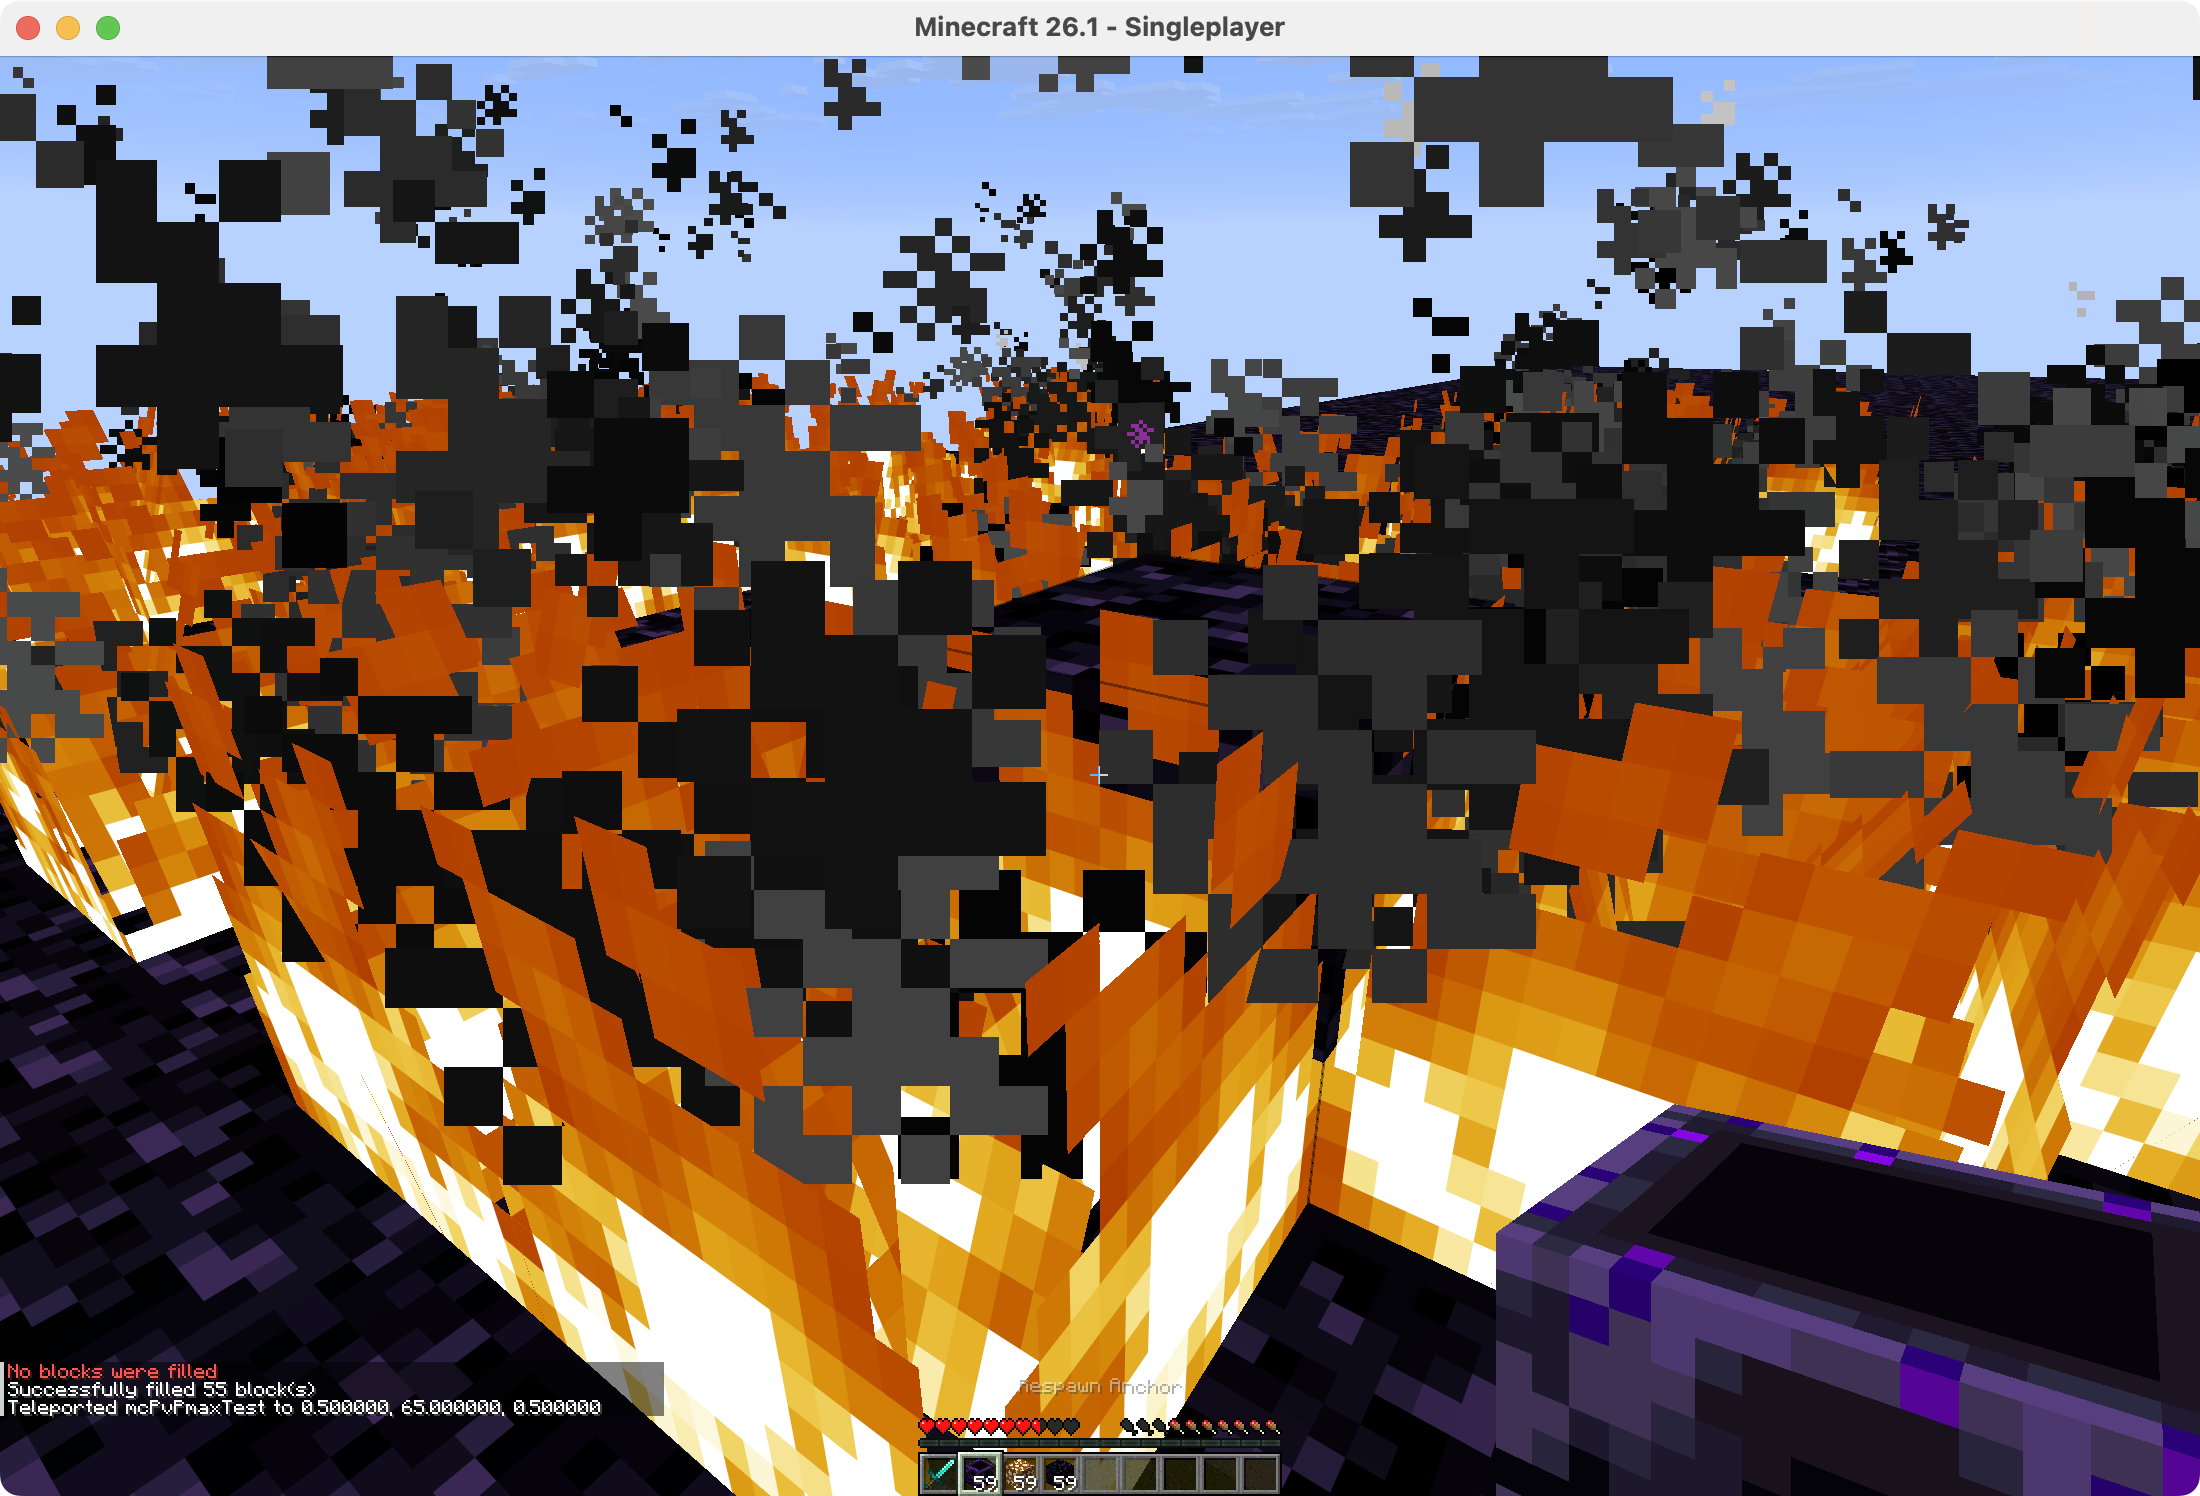 Minecraft 26.1 - Singleplayer
No blocks were filled
Successfully filled 55 block(s)
Teleported mcPvPmaxTest to 0.500000, 65.000000, 0.500000
Respawn Anchor
59 59 59